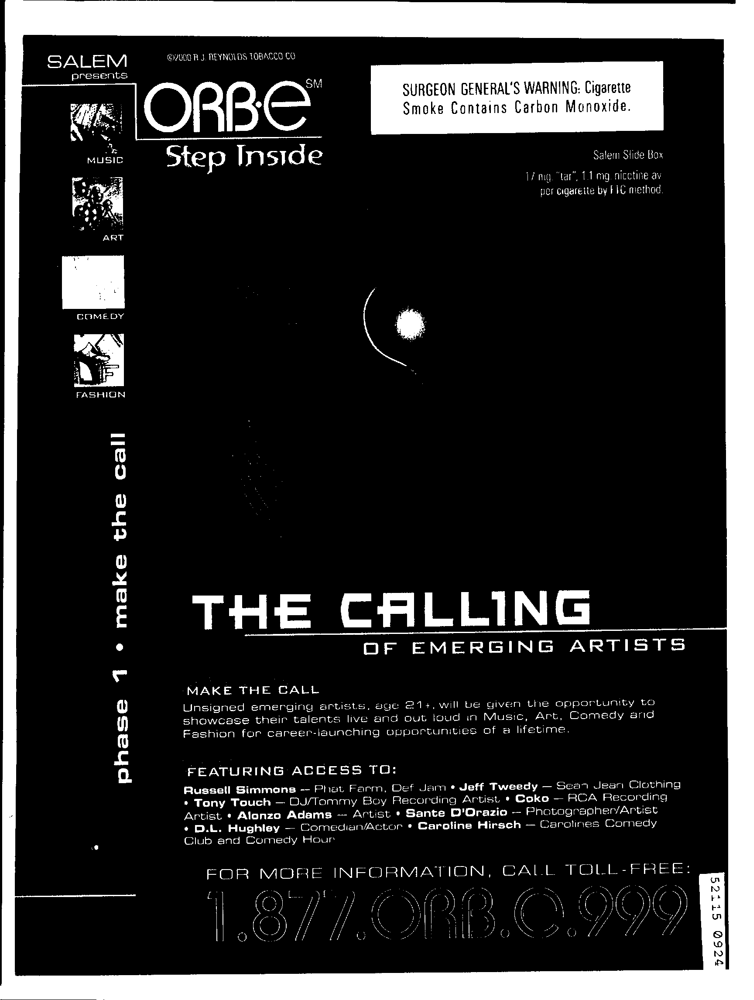 SALEM
presents
©2000 R.J. REYNOLDS TOBACCO CO
ORB·e SM
Step Inside
SURGEON GENERAL'S WARNING: Cigarette
Smoke Contains Carbon Monoxide.
Salem Slide Box
17 mg. "tar", 1.1 mg. nicotine av.
per cigarette by FTC method.
MUSIC
ART
COMEDY
FASHION
phase 1 • make the call
THE CALL1NG
OF EMERGING ARTISTS
MAKE THE CALL
Unsigned emerging artists, age 21+, will be given the opportunity to
showcase their talents live and out loud in Music, Art, Comedy and
Fashion for career-launching opportunities of a lifetime.
FEATURING ACCESS TO:
Russell Simmons — Phat Farm, Def Jam • Jeff Tweedy — Sean Jean Clothing
• Tony Touch — DJ/Tommy Boy Recording Artist • Coko — RCA Recording
Artist • Alonzo Adams — Artist • Sante D'Orazio — Photographer/Artist
• D.L. Hughley — Comedian/Actor • Caroline Hirsch — Carolines Comedy
Club and Comedy Hour
FOR MORE INFORMATION, CALL TOLL-FREE:
1.877.ORB.C.999
52115 0924